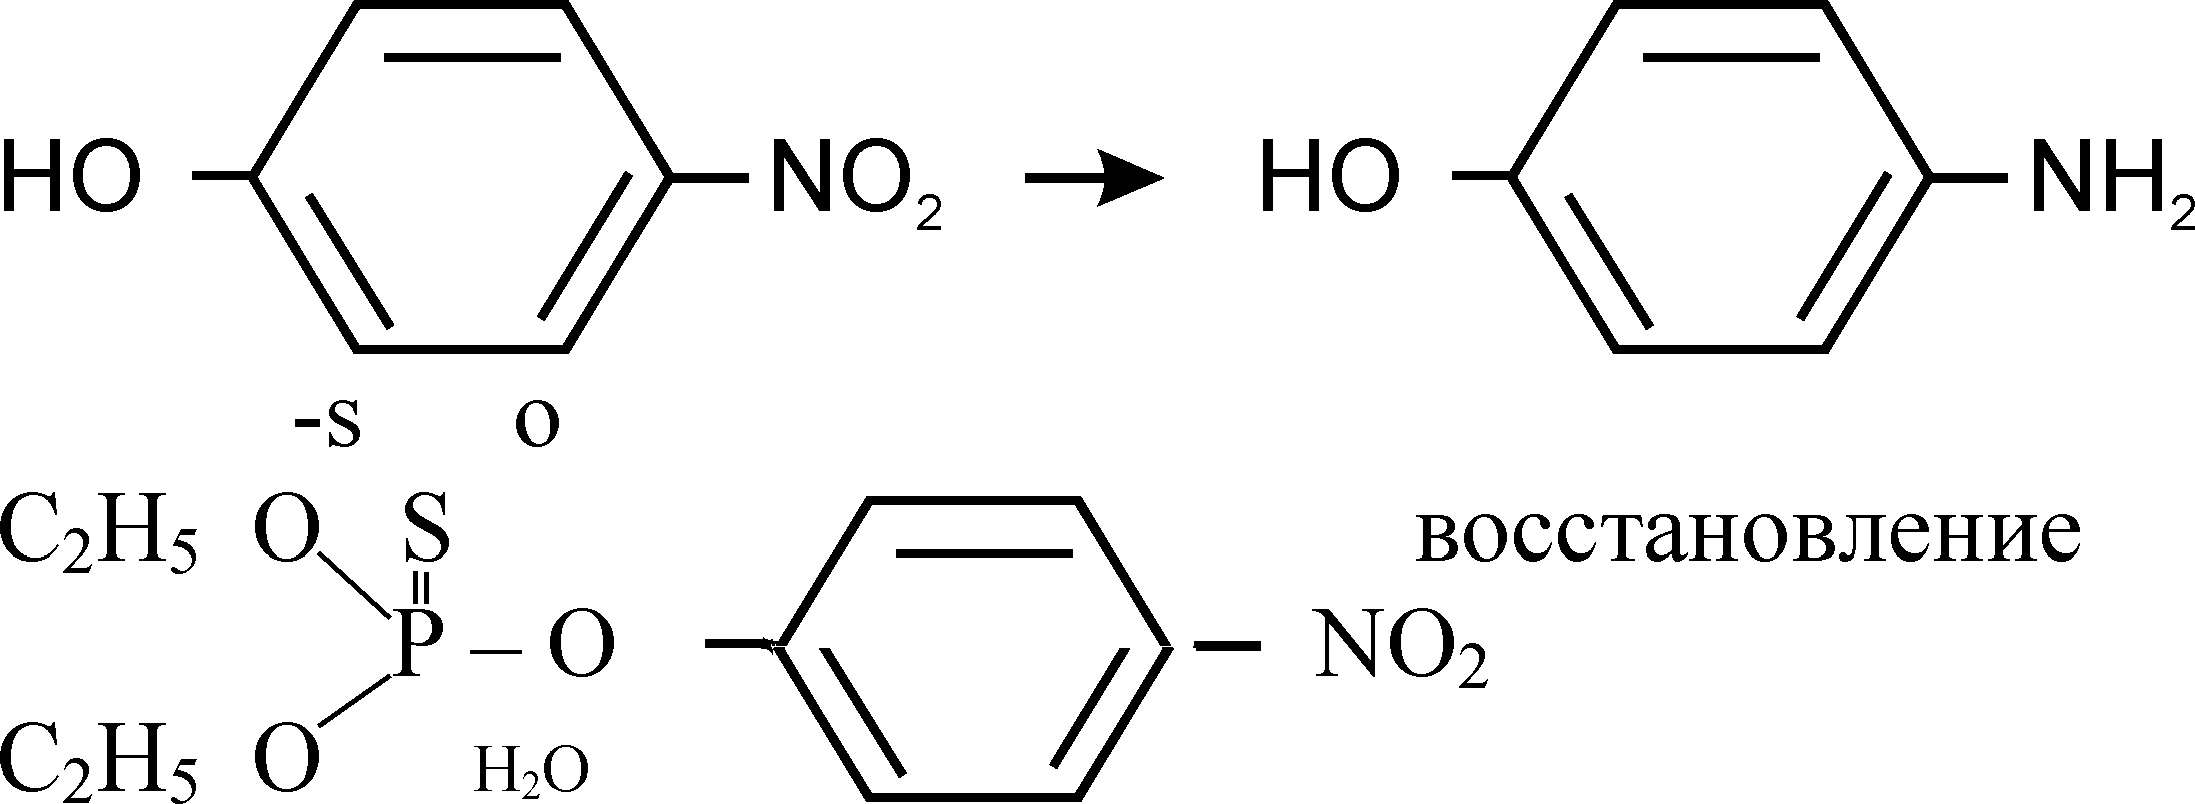 HO NO₂ HO NH₂
-s o
C₂H₅ O S восстановление
P – O NO₂
C₂H₅ O H₂O